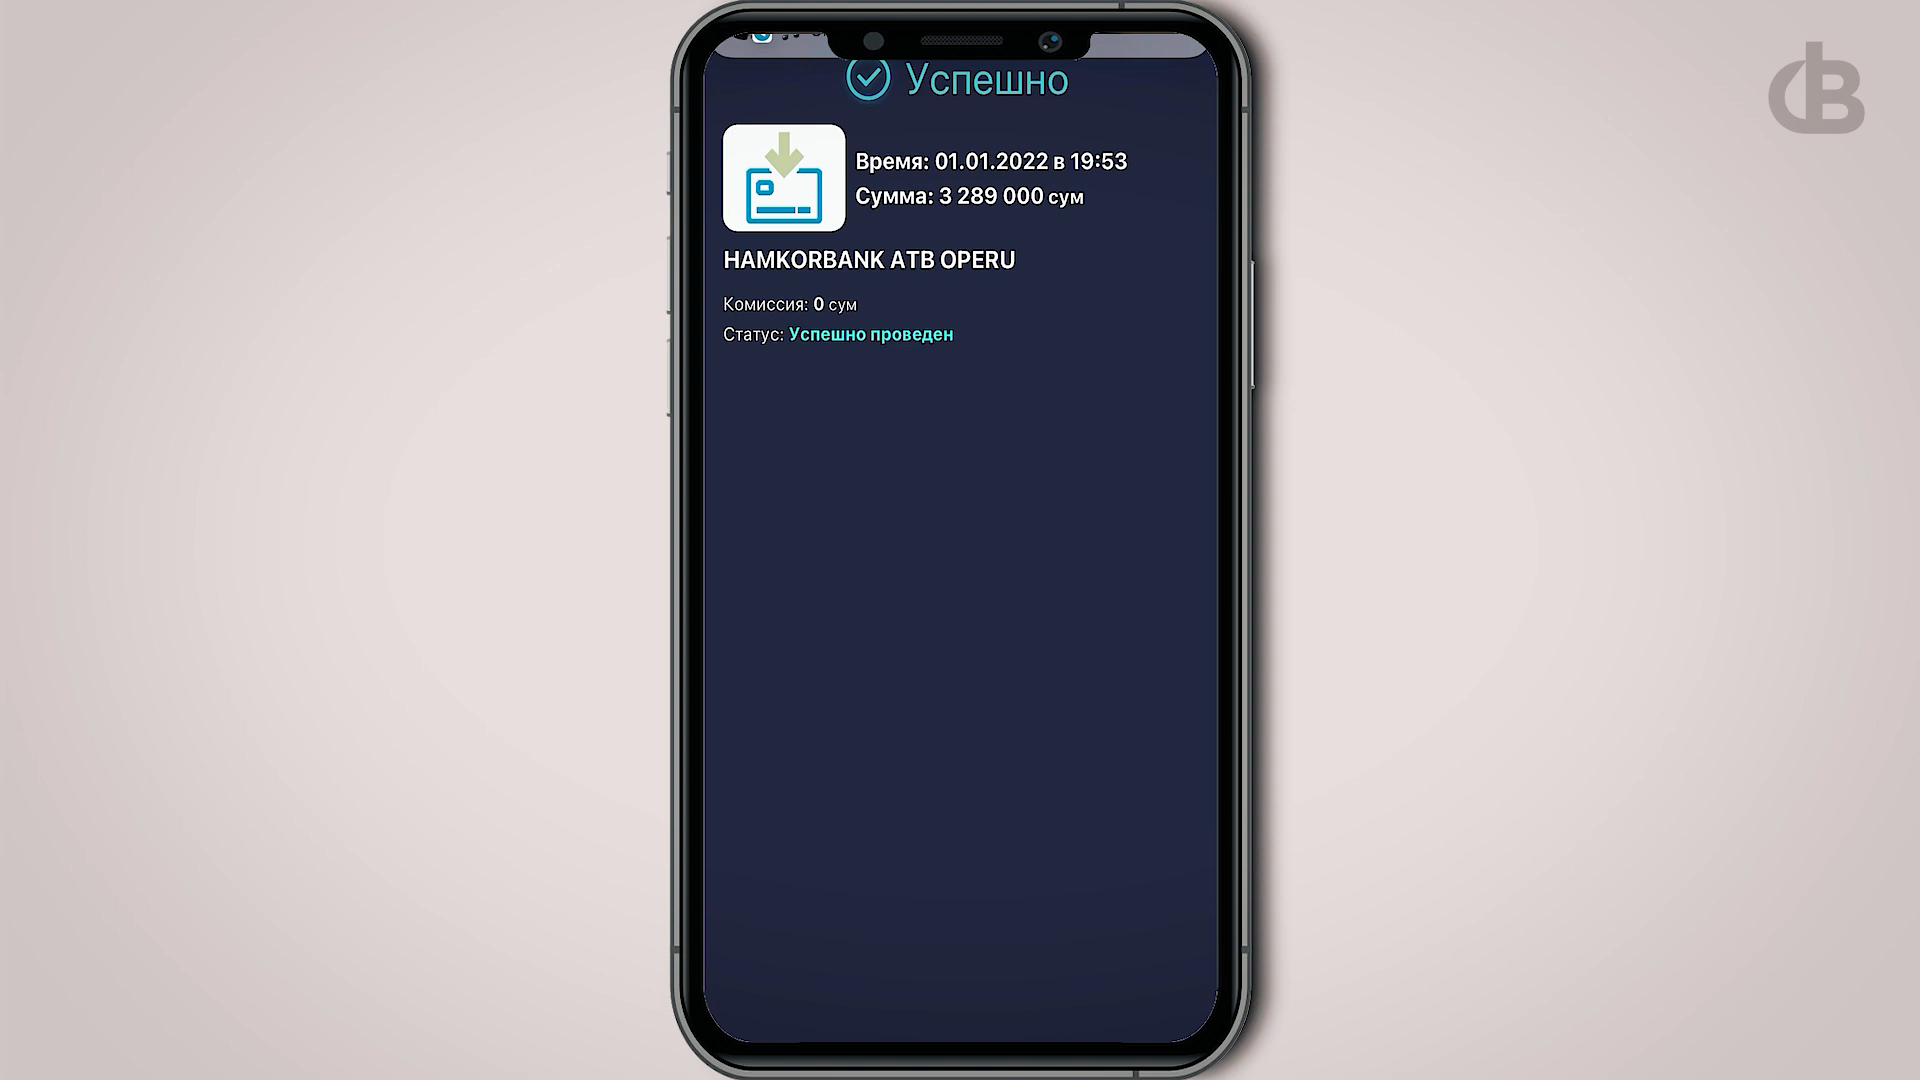 Успешно
Время: 01.01.2022 в 19:53
Сумма: 3 289 000 сум
HAMKORBANK ATB OPERU
Комиссия: 0 сум
Статус: Успешно проведен